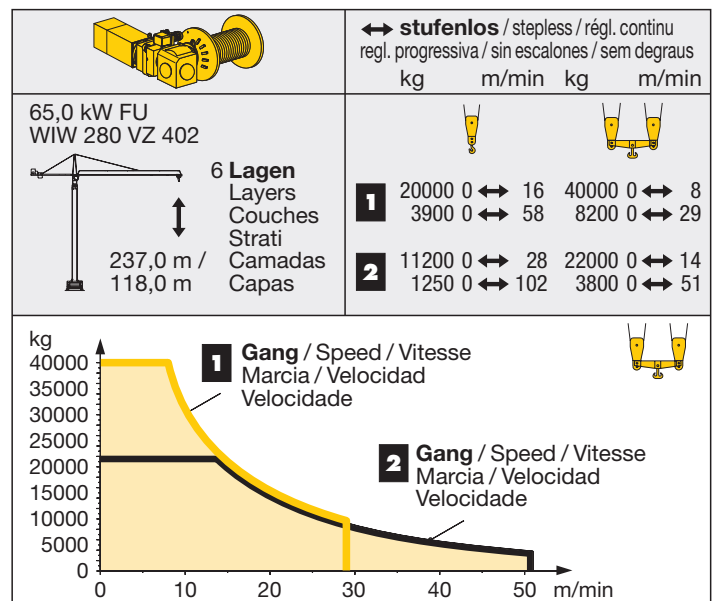 ↔ stufenlos / stepless / régl. continu
regl. progressiva / sin escalones / sem degraus
kg m/min kg m/min
65,0 kW FU
WIW 280 VZ 402
6 Lagen
Layers
Couches
Strati
237,0 m / Camadas
118,0 m Capas
1 20000 0 ↔ 16 40000 0 ↔ 8
3900 0 ↔ 58 8200 0 ↔ 29
2 11200 0 ↔ 28 22000 0 ↔ 14
1250 0 ↔ 102 3800 0 ↔ 51
kg
40000
35000
30000
25000
20000
15000
10000
5000
0
1 Gang / Speed / Vitesse
Marcia / Velocidad
Velocidade
2 Gang / Speed / Vitesse
Marcia / Velocidad
Velocidade
0 10 20 30 40 50 m/min